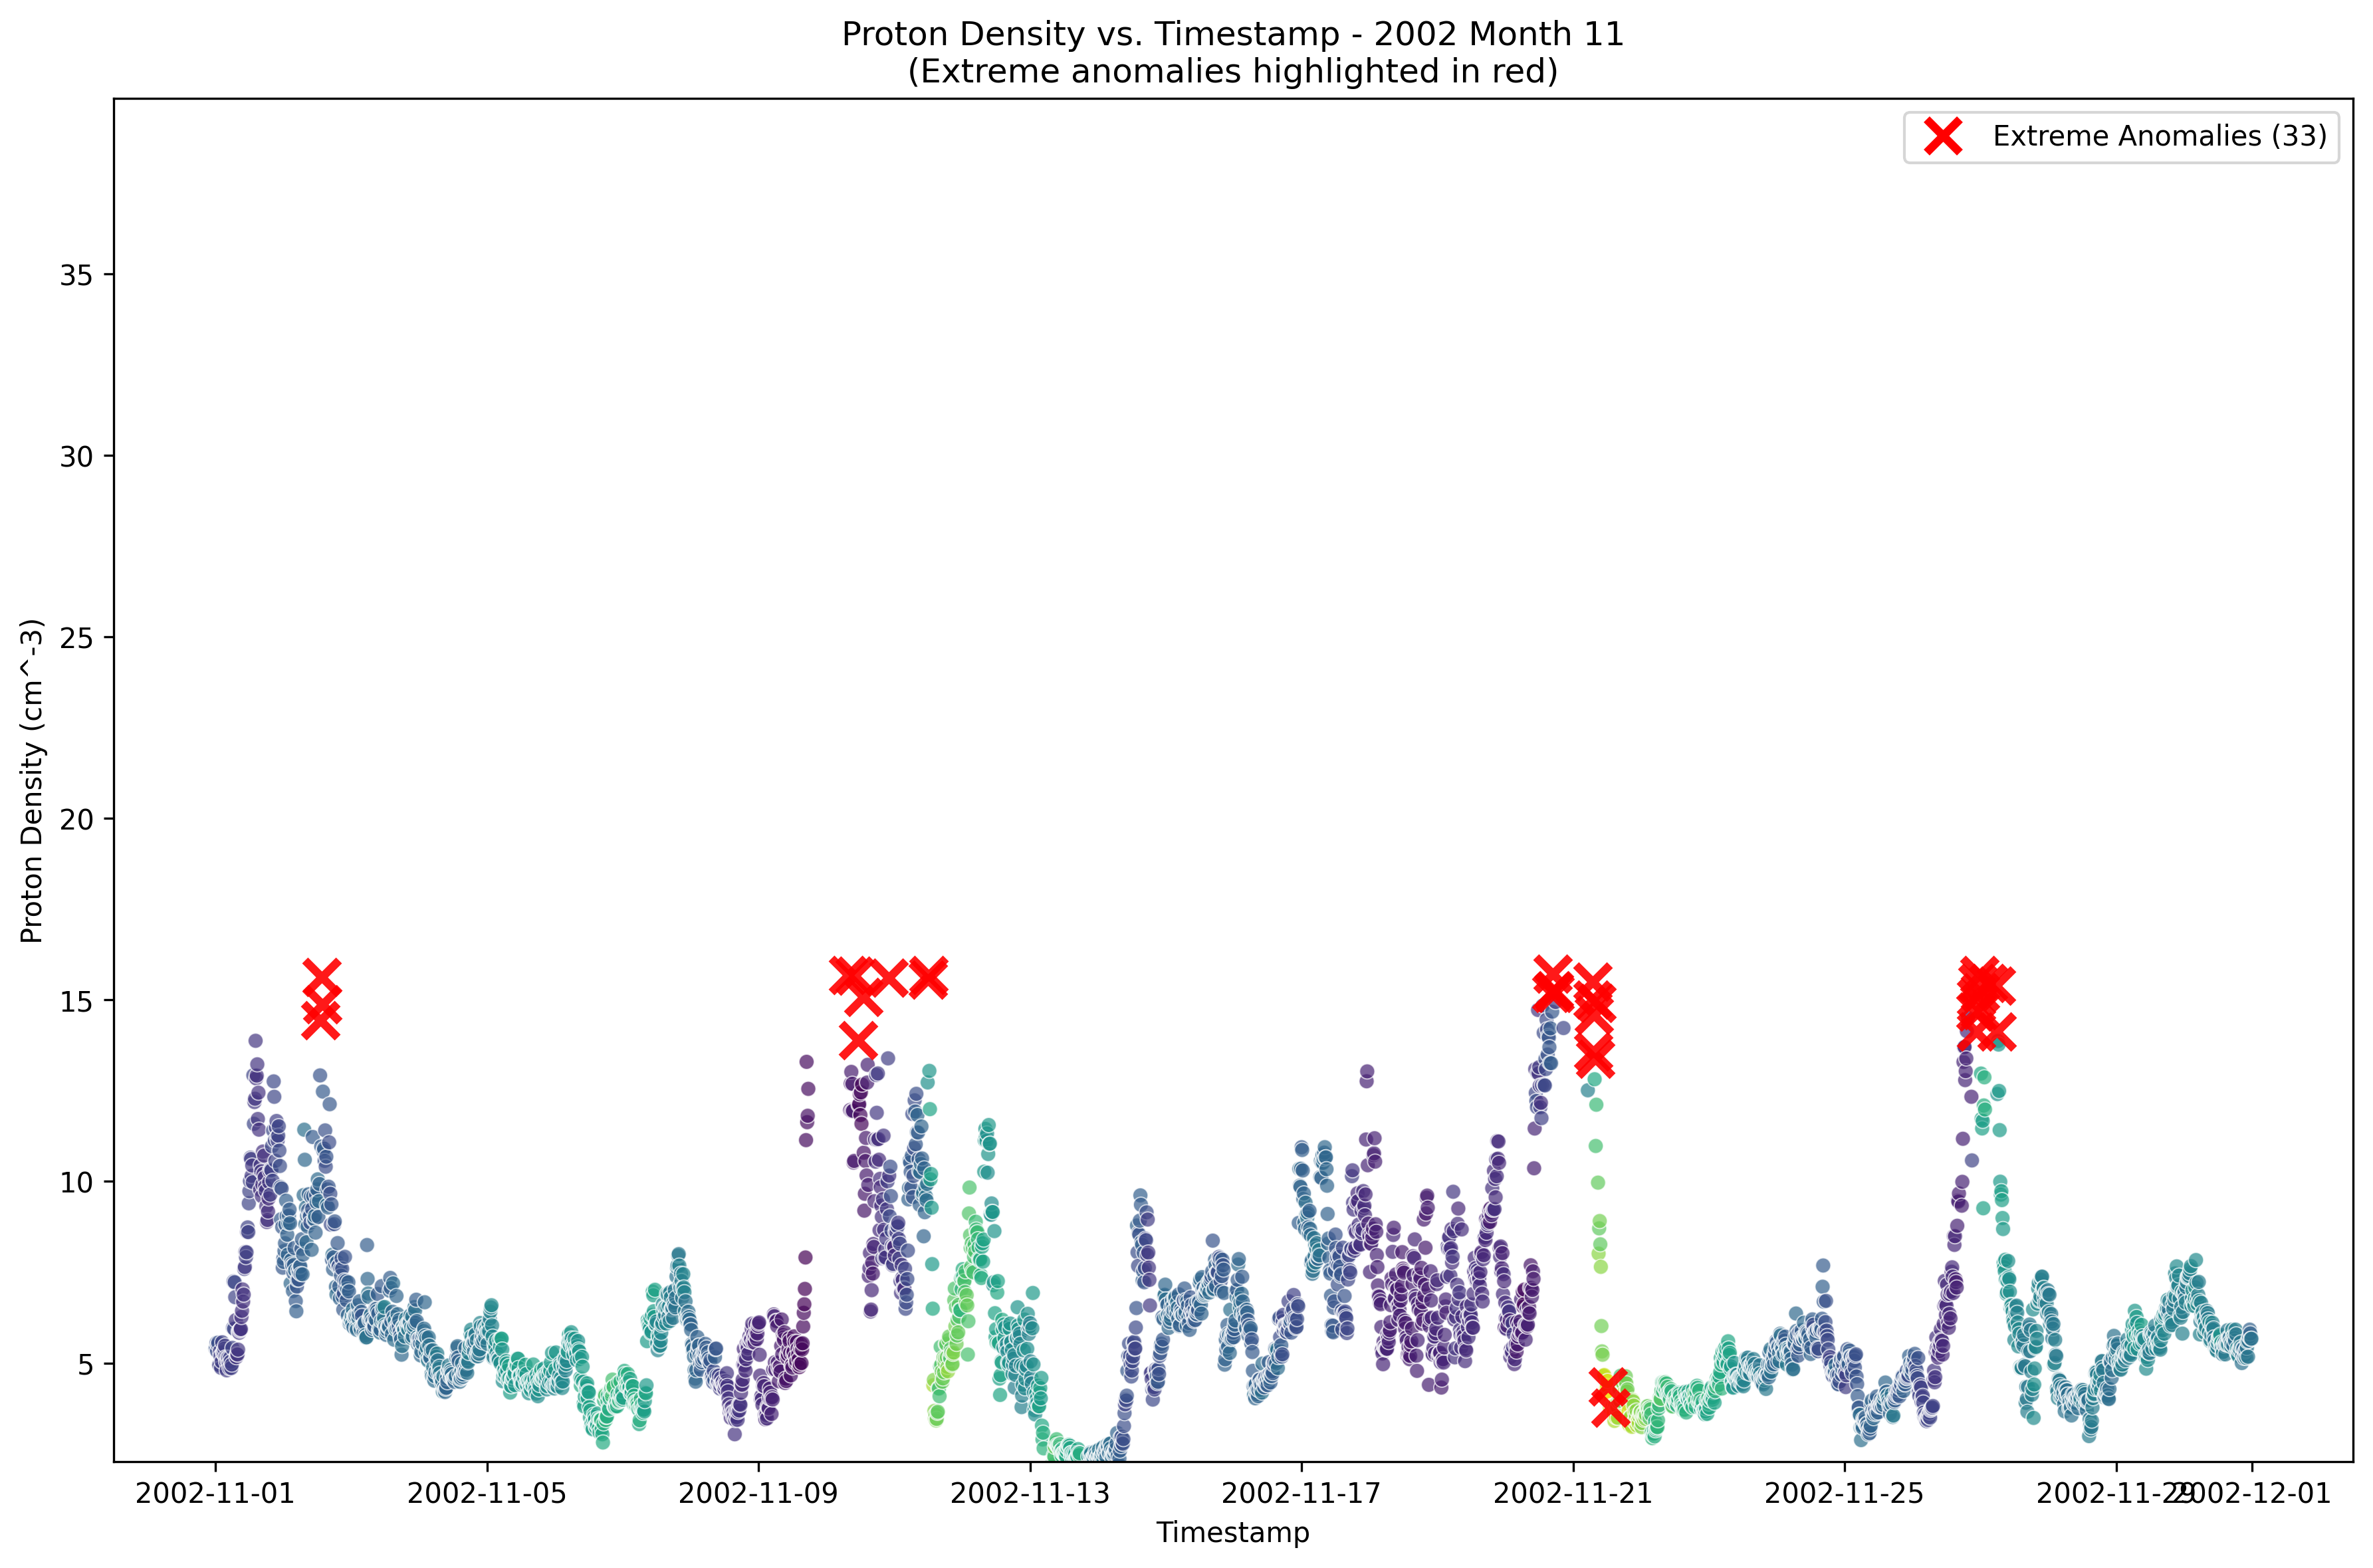 Proton Density vs. Timestamp - 2002 Month 11
(Extreme anomalies highlighted in red)
Extreme Anomalies (33)
35
30
25
20
15
10
5
Proton Density (cm^-3)
2002-11-01 2002-11-05 2002-11-09 2002-11-13 2002-11-17 2002-11-21 2002-11-25 2002-11-29 2002-12-01
Timestamp